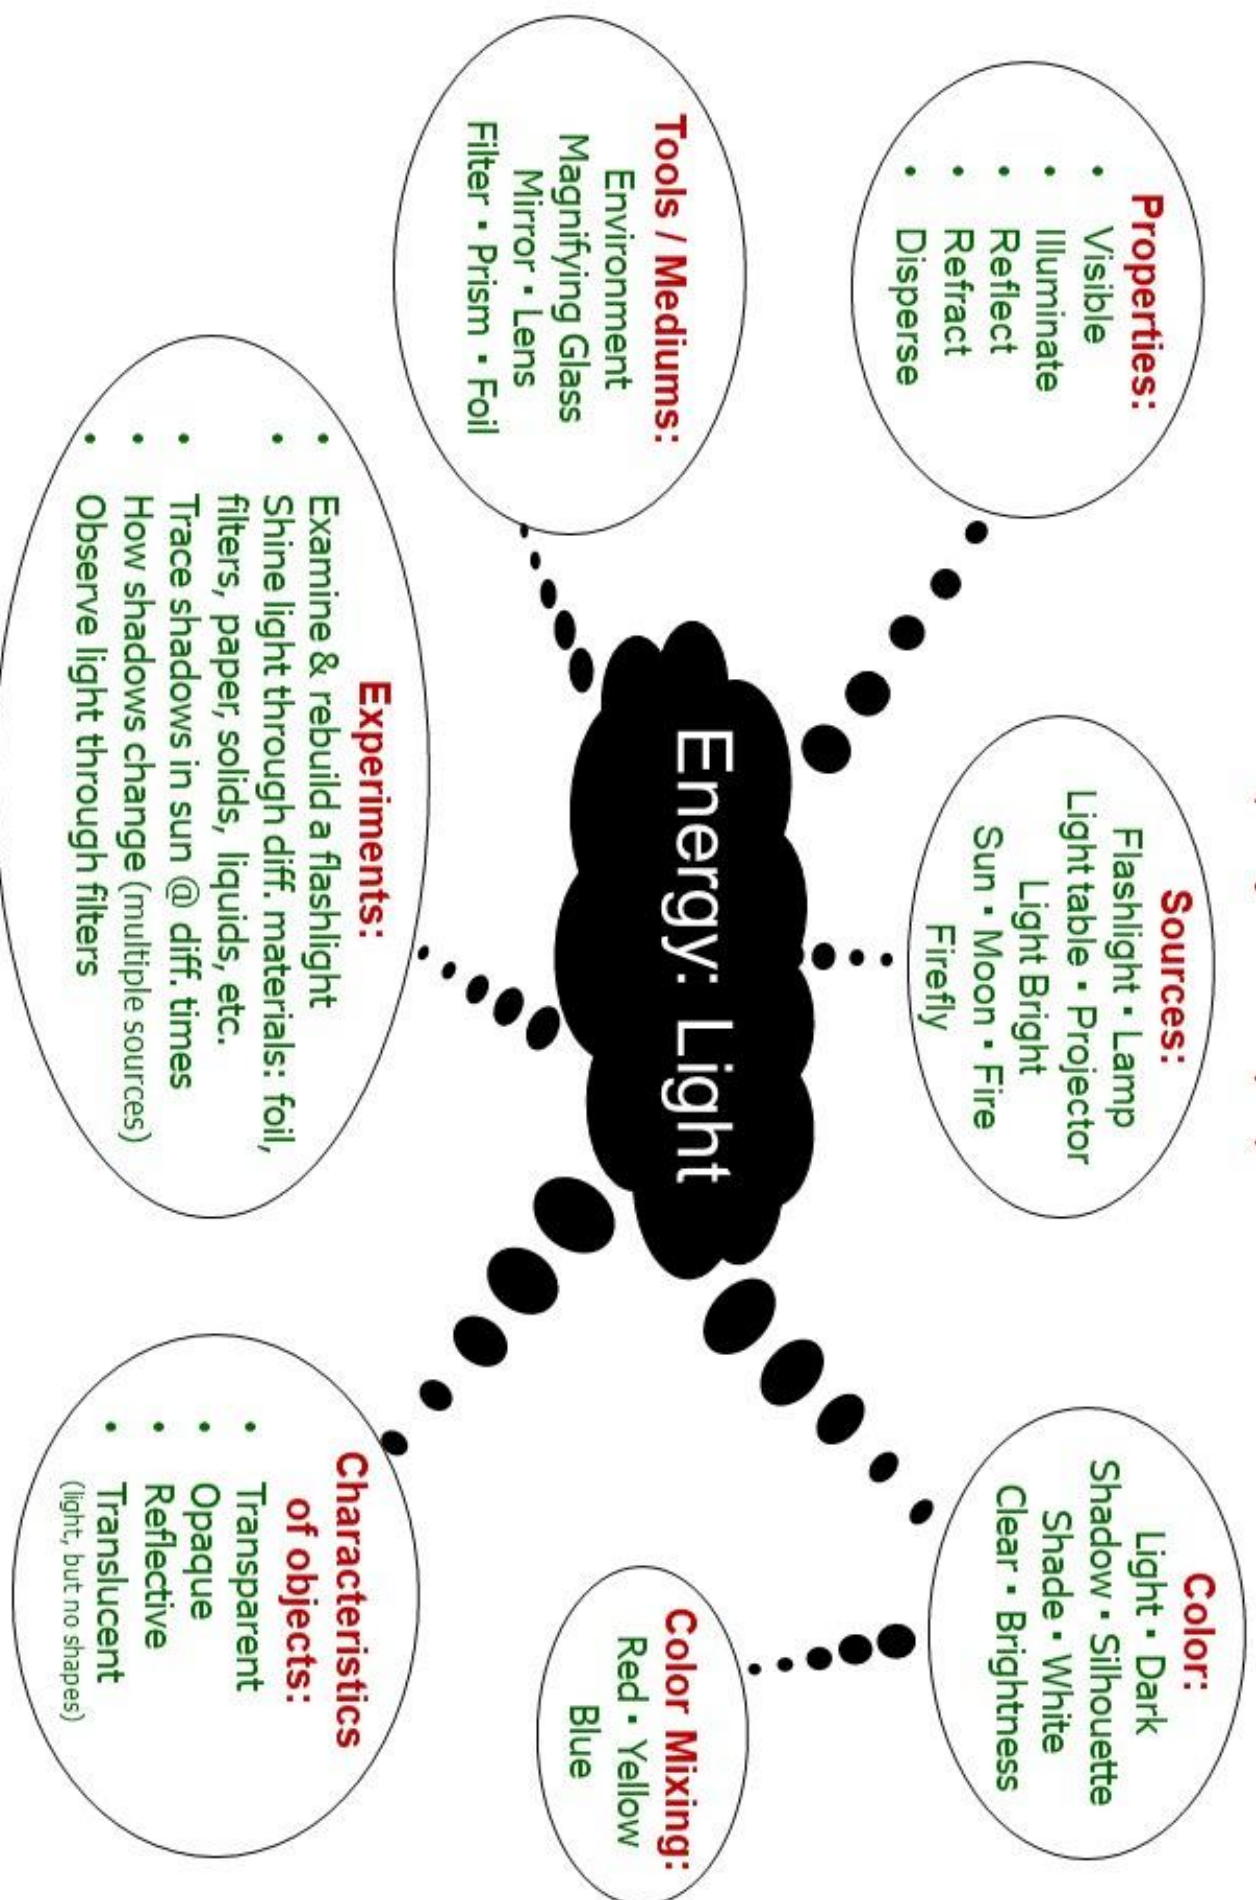 Properties:
• Visible
• Illuminate
• Reflect
• Refract
• Disperse
Sources:
Flashlight ▪ Lamp
Light table ▪ Projector
Light Bright
Sun ▪ Moon ▪ Fire
Firefly
Color:
Light ▪ Dark
Shadow ▪ Silhouette
Shade ▪ White
Clear ▪ Brightness
Tools / Mediums:
Environment
Magnifying Glass
Mirror ▪ Lens
Filter ▪ Prism ▪ Foil
Energy: Light
Color Mixing:
Red ▪ Yellow
Blue
Experiments:
• Examine & rebuild a flashlight
• Shine light through diff. materials: foil,
filters, paper, solids, liquids, etc.
• Trace shadows in sun @ diff. times
• How shadows change (multiple sources)
• Observe light through filters
Characteristics
of objects:
• Transparent
• Opaque
• Reflective
• Translucent
(light, but no shapes)